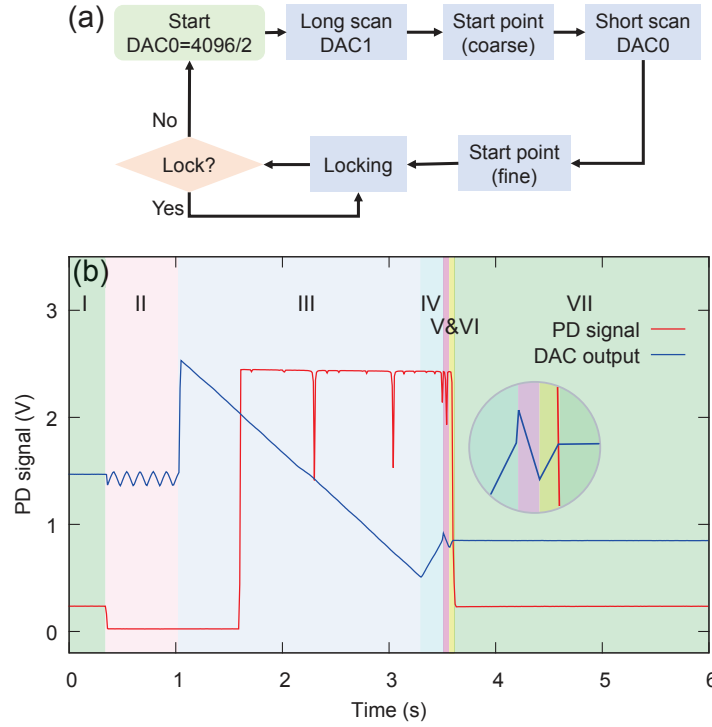 (a)
Start
DAC0=4096/2
Long scan
DAC1
Start point
(coarse)
Short scan
DAC0
No
Lock?
Locking
Start point
(fine)
Yes
(b)
I
II
III
IV
V&VI
VII
PD signal
DAC output
PD signal (V)
3
2
1
0
0
1
2
3
4
5
6
Time (s)